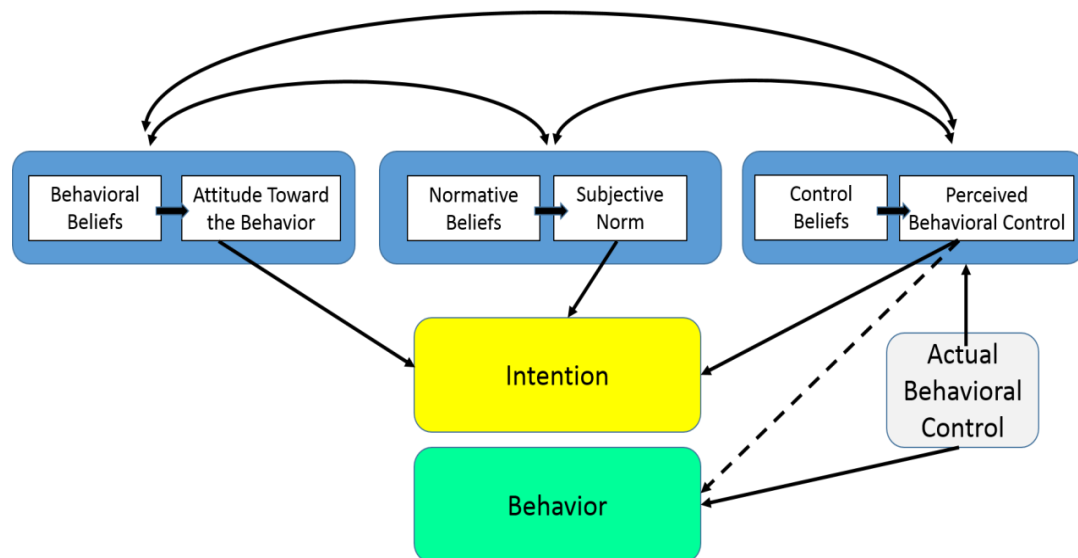 Behavioral
Beliefs
Attitude Toward
the Behavior
Normative
Beliefs
Subjective
Norm
Control
Beliefs
Perceived
Behavioral Control
Intention
Actual
Behavioral
Control
Behavior